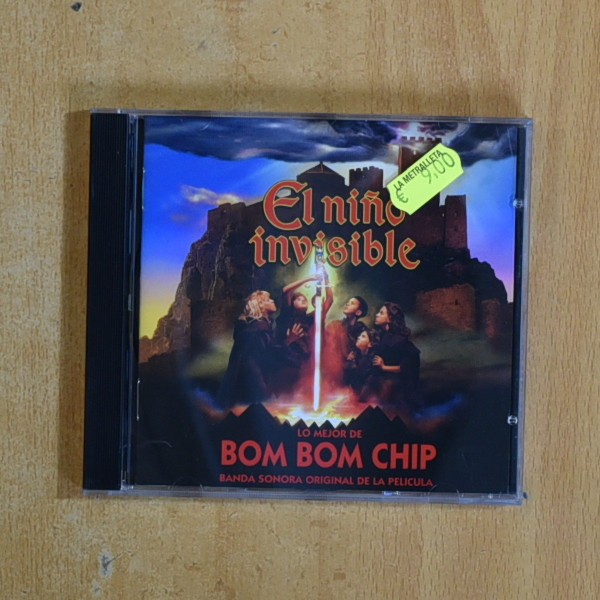 LA METRALLETA
€ 9,00
El niño
invisible
LO MEJOR DE
BOM BOM CHIP
BANDA SONORA ORIGINAL DE LA PELICULA